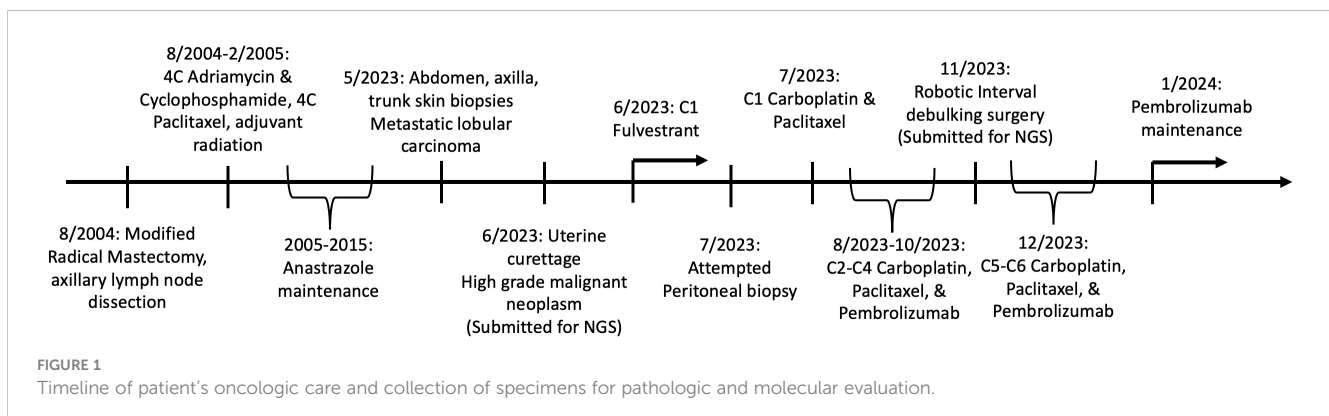 8/2004-2/2005:
4C Adriamycin &
Cyclophosphamide, 4C
Paclitaxel, adjuvant
radiation
5/2023: Abdomen, axilla,
trunk skin biopsies
Metastatic lobular
carcinoma
6/2023: C1
Fulvestrant
7/2023:
C1 Carboplatin &
Paclitaxel
11/2023:
Robotic Interval
debulking surgery
(Submitted for NGS)
1/2024:
Pembrolizumab
maintenance
8/2004: Modified
Radical Mastectomy,
axillary lymph node
dissection
2005-2015:
Anastrazole
maintenance
6/2023: Uterine
curettage
High grade malignant
neoplasm
(Submitted for NGS)
7/2023:
Attempted
Peritoneal biopsy
8/2023-10/2023:
C2-C4 Carboplatin,
Paclitaxel, &
Pembrolizumab
12/2023:
C5-C6 Carboplatin,
Paclitaxel, &
Pembrolizumab
FIGURE 1
Timeline of patient's oncologic care and collection of specimens for pathologic and molecular evaluation.